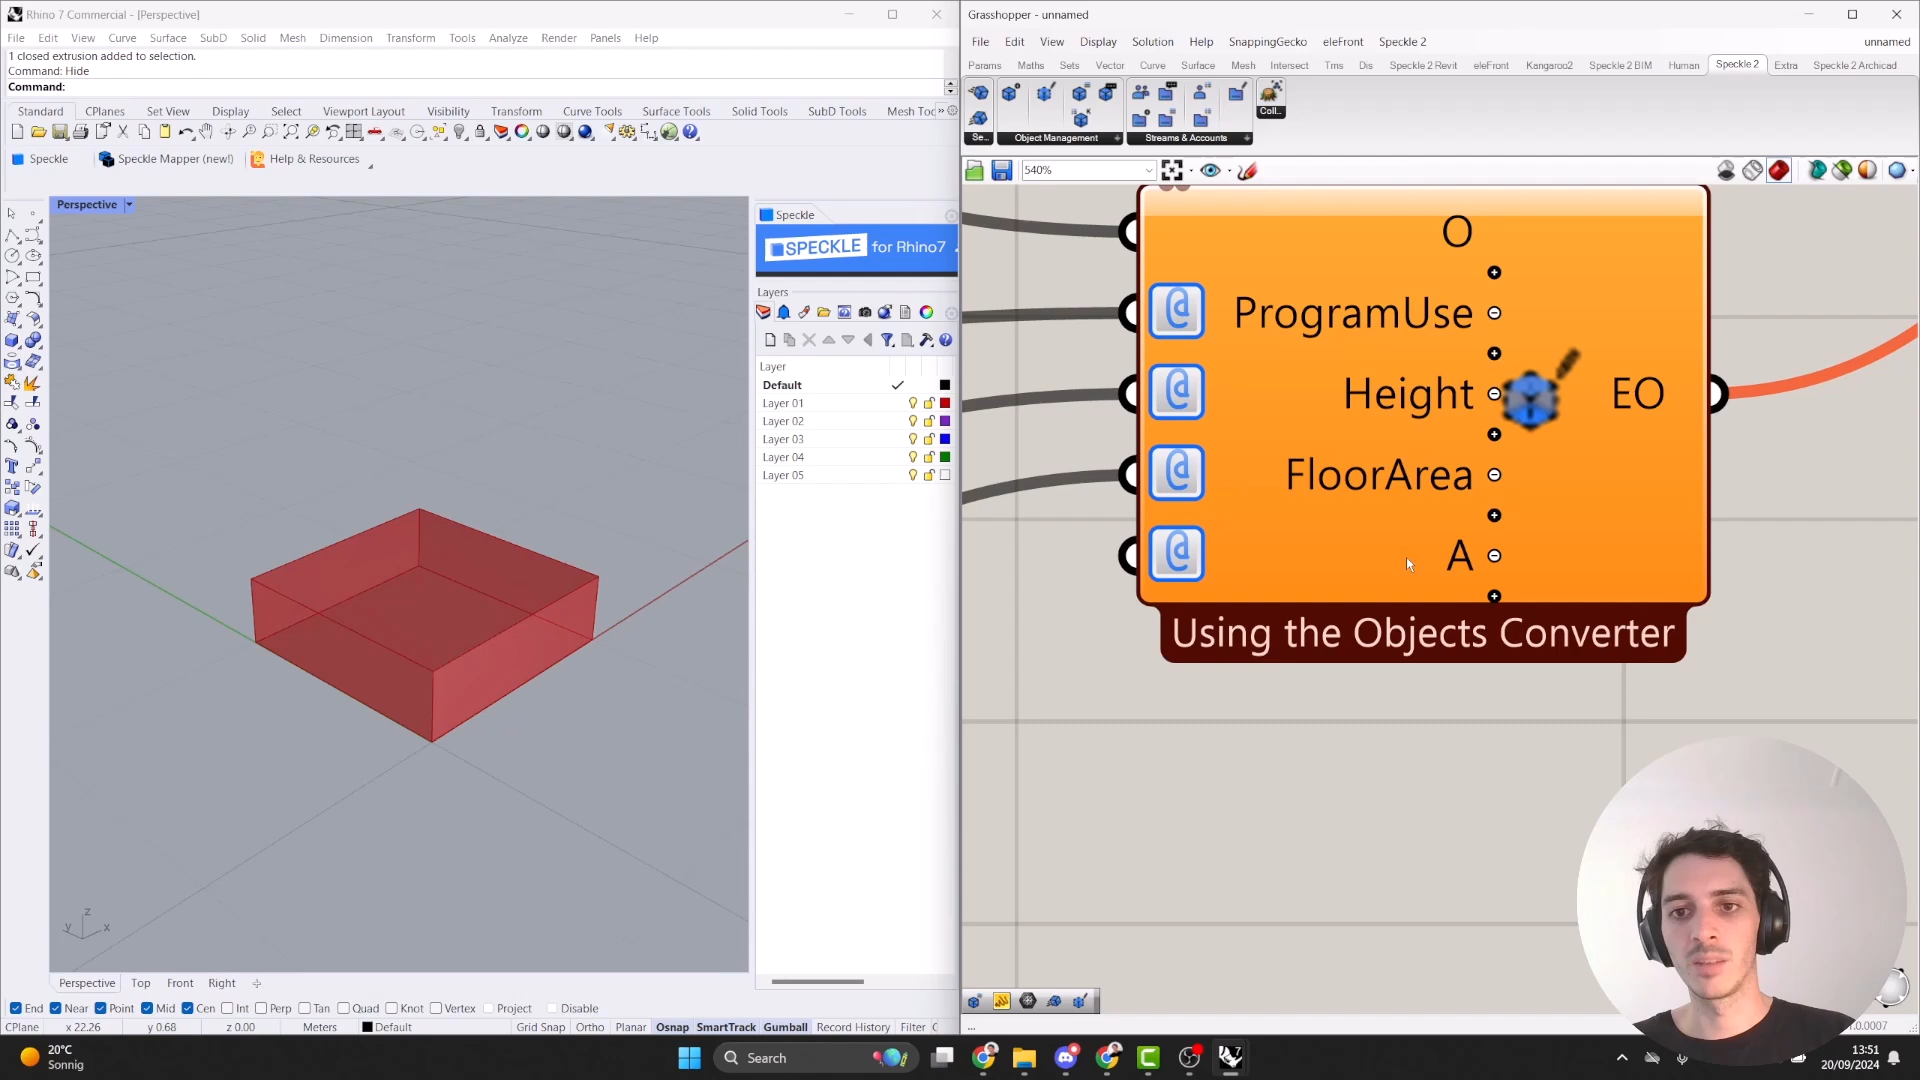 Rhino 7 Commercial - [Perspective]
File Edit View Curve Surface SubD Solid Mesh Dimension Transform Tools Analyze Render Panels Help
1 closed extrusion added to selection.
Command: Hide
Command:
Standard CPlanes Set View Display Select Viewport Layout Visibility Transform Curve Tools Surface Tools Solid Tools SubD Tools Mesh Toc »
Speckle Speckle Mapper (new!) Help & Resources
Perspective
Speckle
SPECKLE for Rhino7
Layers
Layer
Default
Layer 01
Layer 02
Layer 03
Layer 04
Layer 05
z
y x
Perspective Top Front Right
End Near Point Mid Cen Int Perp Tan Quad Knot Vertex Project Disable
CPlane x 22.26 y 0.68 z 0.00 Meters Default Grid Snap Ortho Planar Osnap SmartTrack Gumball Record History Filter
Grasshopper - unnamed
File Edit View Display Solution Help SnappingGecko eleFront Speckle 2 unnamed
Params Maths Sets Vector Curve Surface Mesh Intersect Trns Dis Speckle 2 Revit eleFront Kangaroo2 Speckle 2 BIM Human Speckle 2 Extra Speckle 2 Archicad
Coll...
Se... Object Management Streams & Accounts
540%
O
@ ProgramUse
@ Height EO
@ FloorArea
@ A
Using the Objects Converter
...
.0.0007
20°C
Sonnig
Search
13:51
20/09/2024